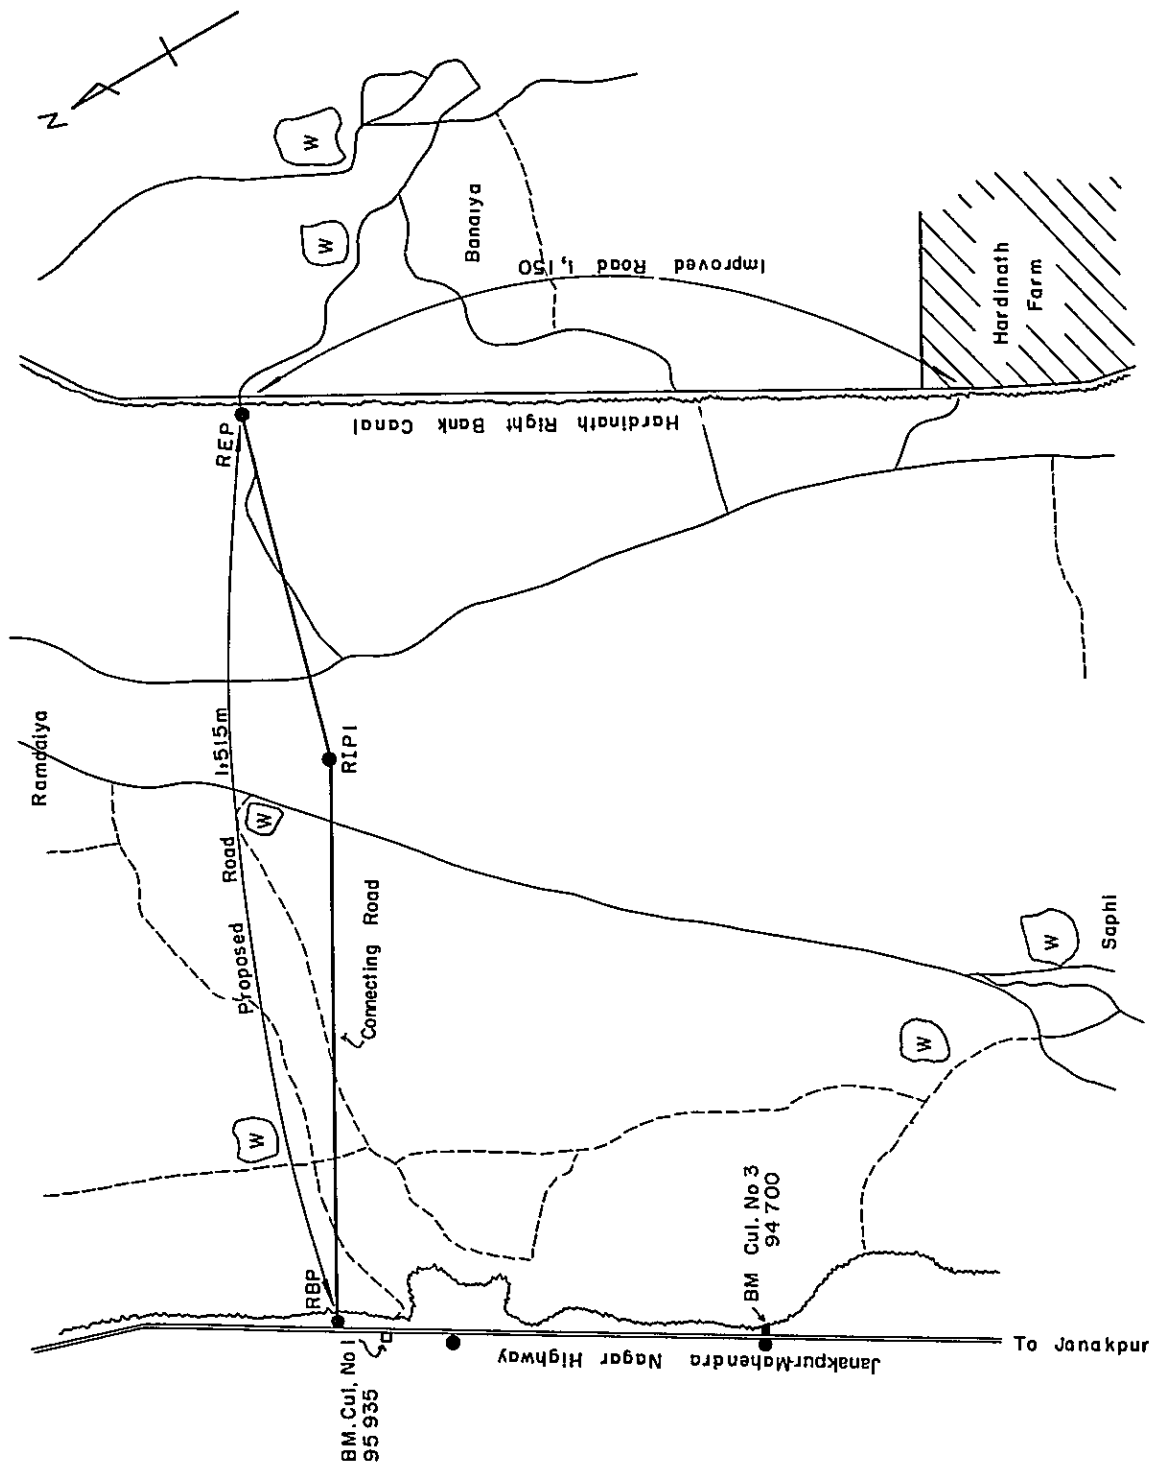 N
W
W
Banaiya
Improved Road 1,150
Hardinath
Farm
REP
Hardinath Right Bank Canal
Ramdaiya
Proposed Road 1,515m
W
RIP1
Connecting Road
W
Saphi
W
W
RBP
BM Cul. No 3
94 700
BM. Cul, No 1
95 935
Janakpur-Mahendra Nagar Highway
To Janakpur